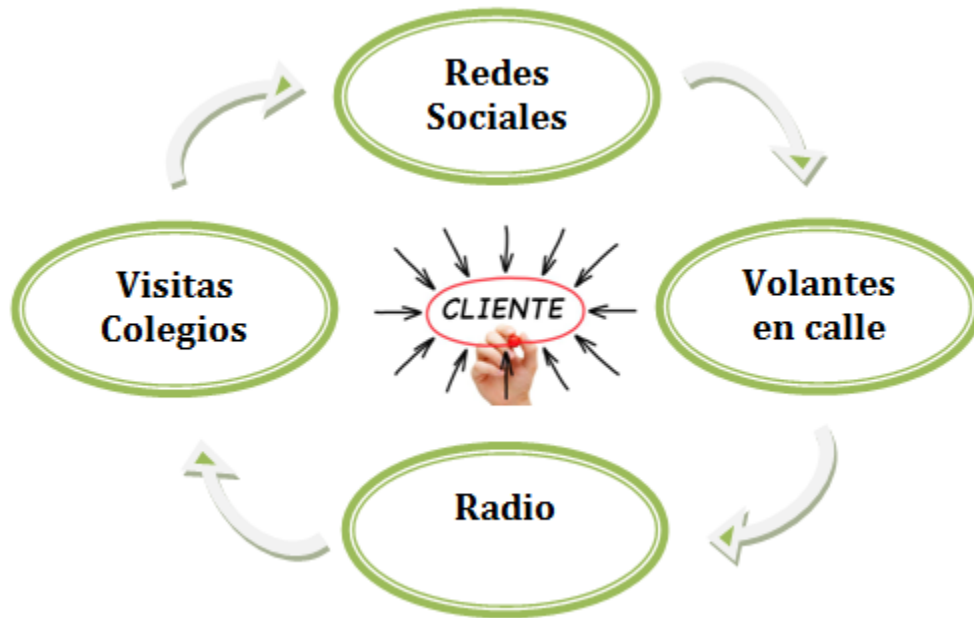 Redes
Sociales
Visitas
Colegios
CLIENTE
Volantes
en calle
Radio